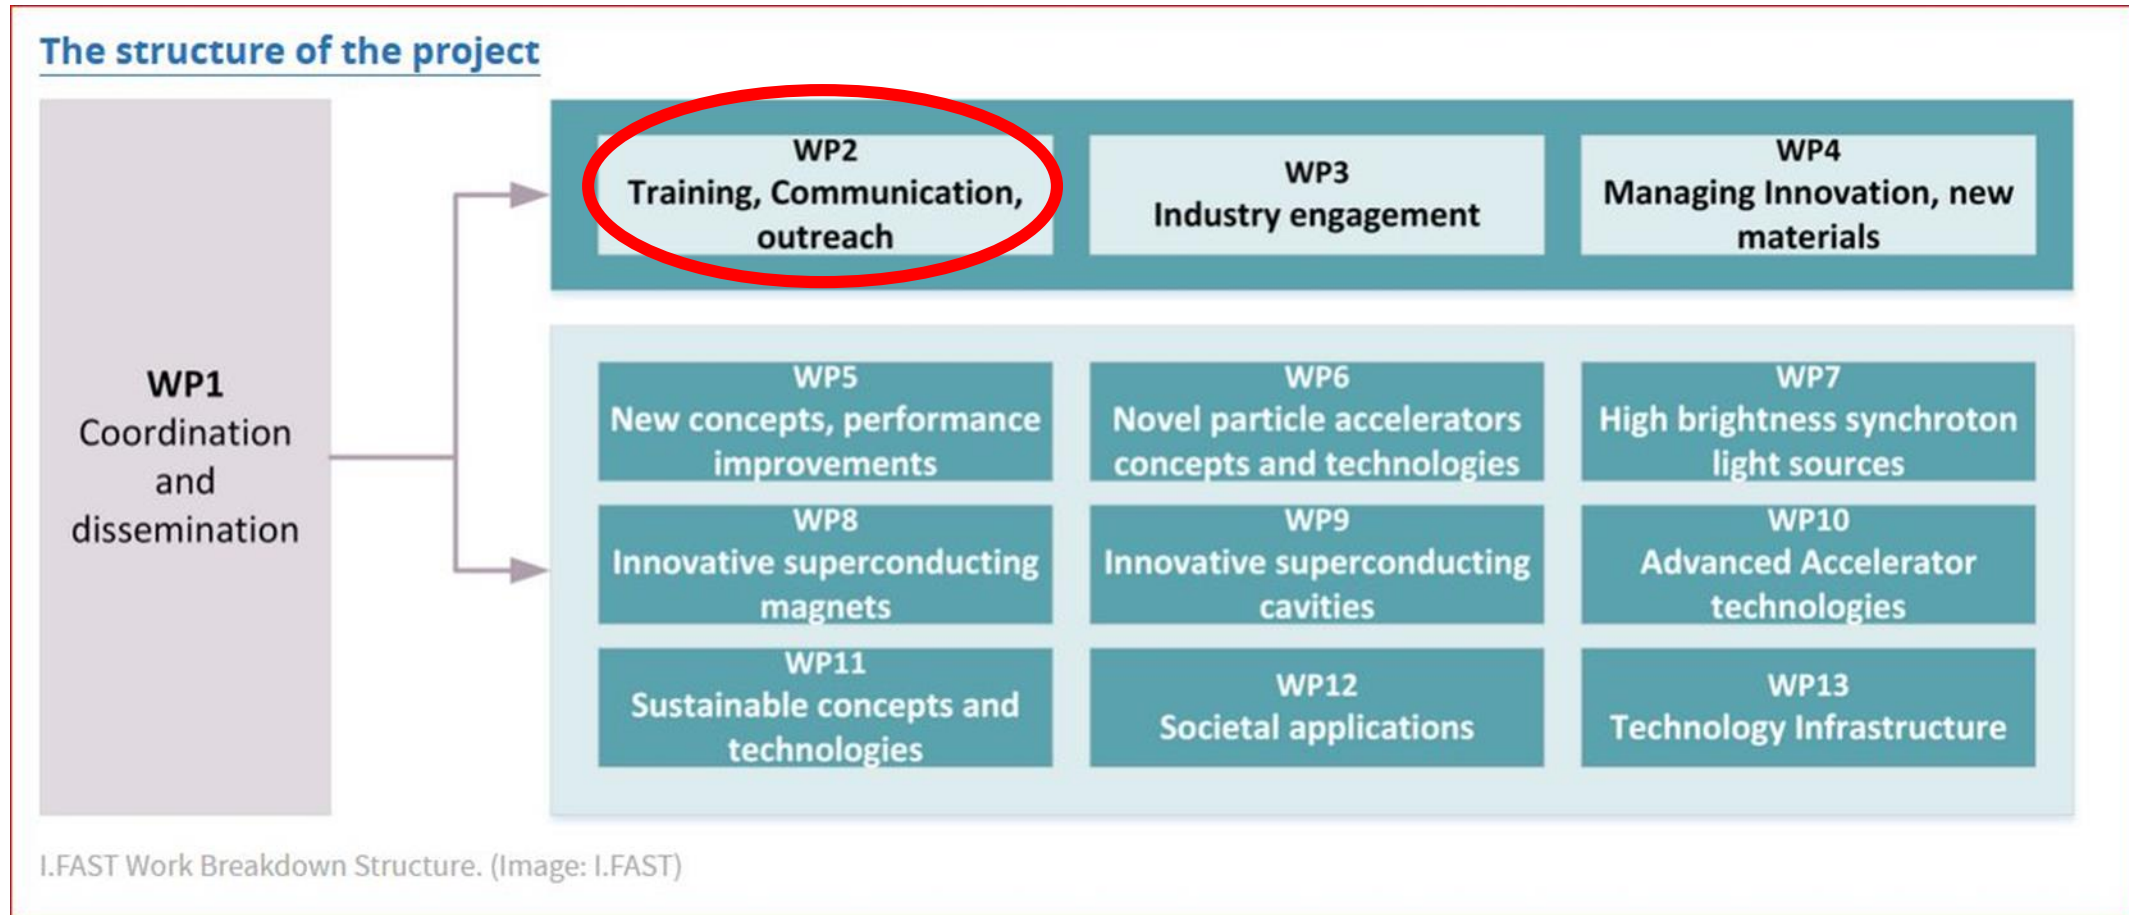 The structure of the project
WP1
Coordination
and
dissemination
WP2
Training, Communication,
outreach
WP3
Industry engagement
WP4
Managing Innovation, new
materials
WP5
New concepts, performance
improvements
WP6
Novel particle accelerators
concepts and technologies
WP7
High brightness synchroton
light sources
WP8
Innovative superconducting
magnets
WP9
Innovative superconducting
cavities
WP10
Advanced Accelerator
technologies
WP11
Sustainable concepts and
technologies
WP12
Societal applications
WP13
Technology Infrastructure
I.FAST Work Breakdown Structure. (Image: I.FAST)